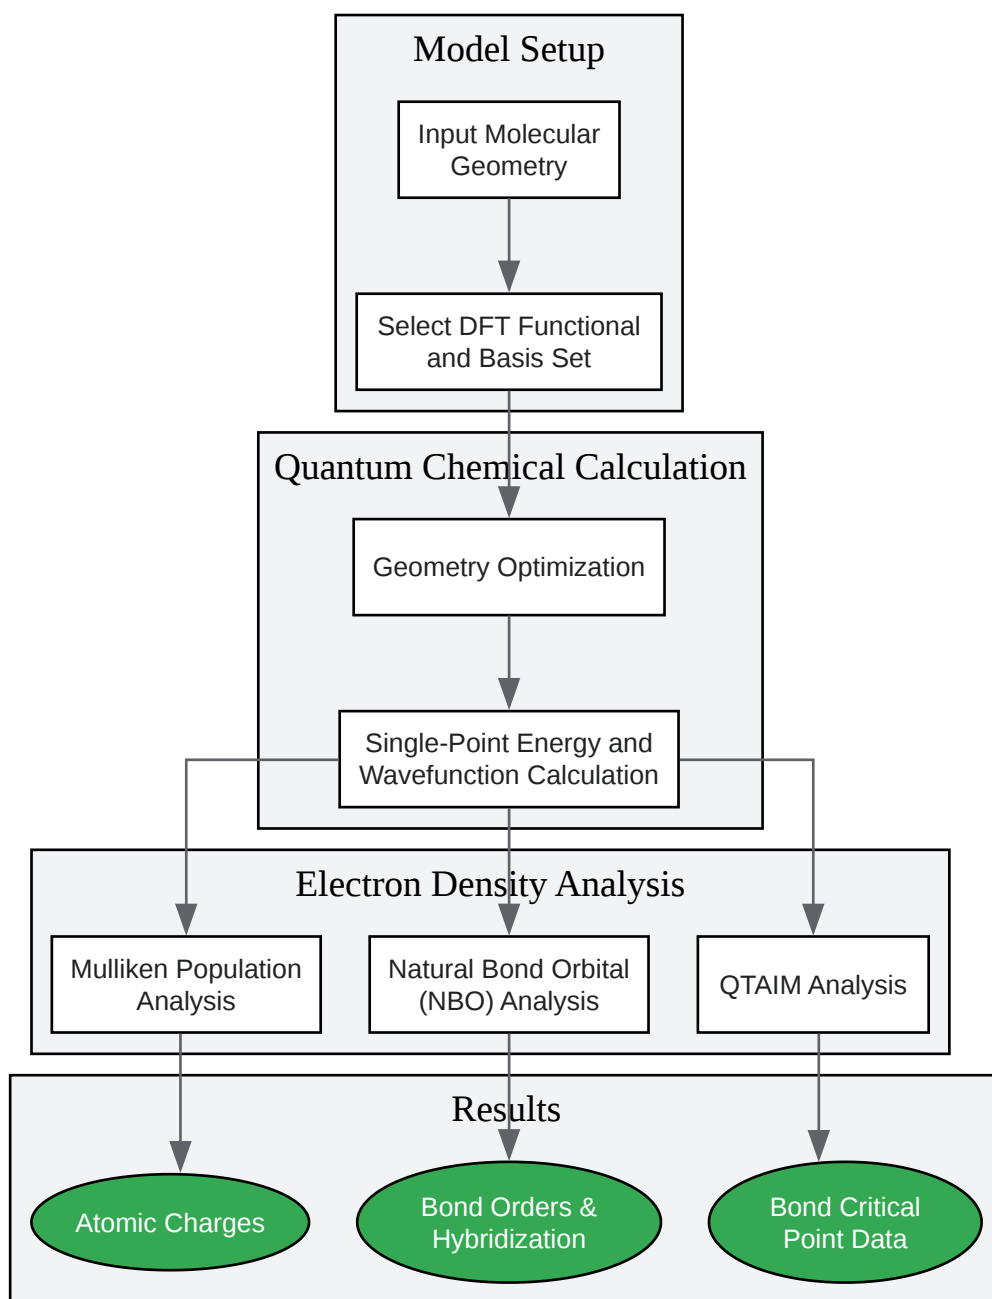 Model Setup
Input Molecular
Geometry
Select DFT Functional
and Basis Set
Quantum Chemical Calculation
Geometry Optimization
Single-Point Energy and
Wavefunction Calculation
Electron Density Analysis
Mulliken Population
Analysis
Natural Bond Orbital
(NBO) Analysis
QTAIM Analysis
Results
Atomic Charges
Bond Orders &
Hybridization
Bond Critical
Point Data